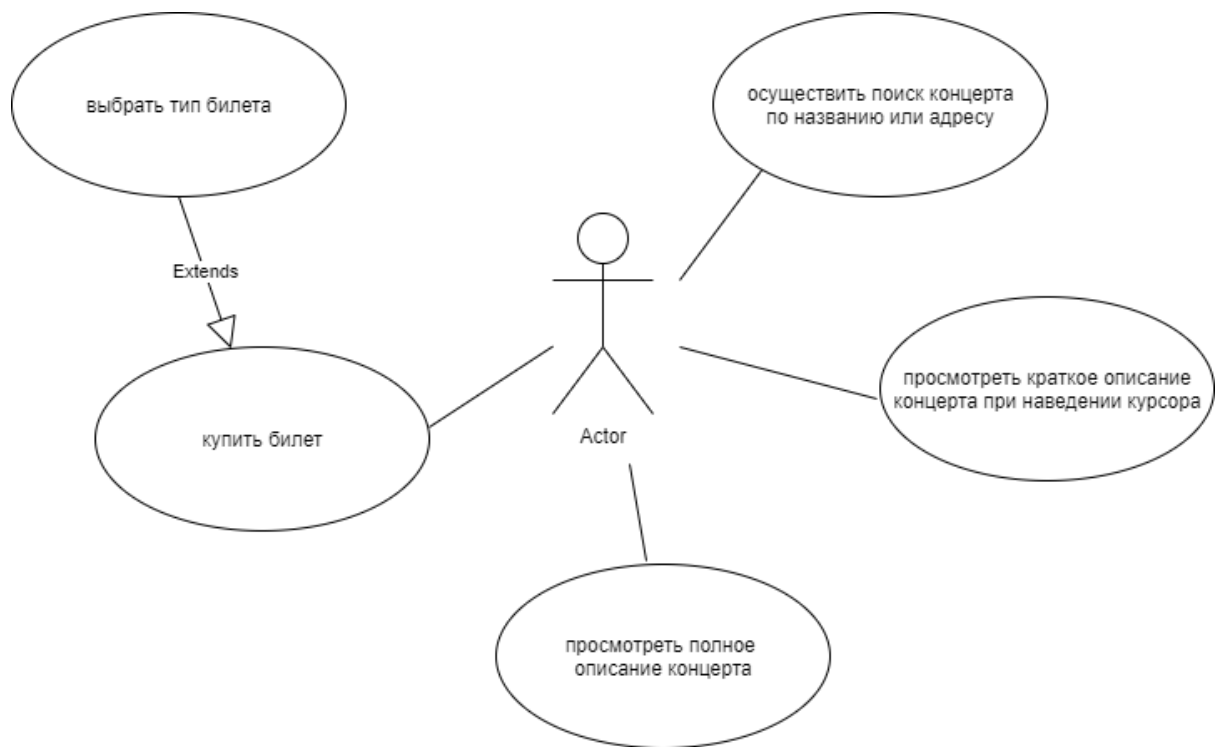 выбрать тип билета
осуществить поиск концерта
по названию или адресу
Extends
просмотреть краткое описание
концерта при наведении курсора
купить билет
Actor
просмотреть полное
описание концерта